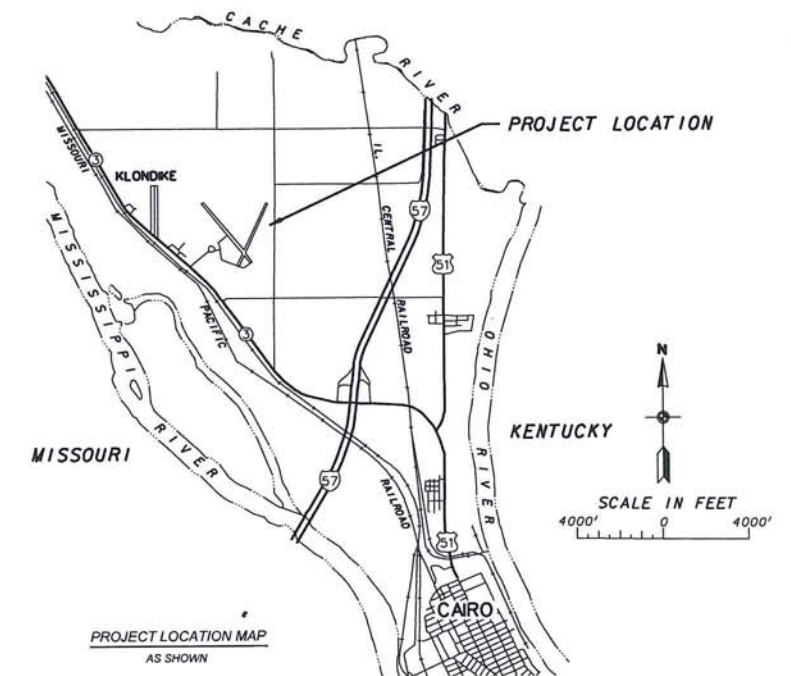 CACHE
RIVER
PROJECT LOCATION
MISSOURI
3
IL.
KLONDIKE
57
CENTRAL
51
MISSISSIPPI
PACIFIC
3
RAILROAD
OHIO
N
KENTUCKY
RIVER
MISSOURI
RIVER
57
RAILROAD
SCALE IN FEET
4000' 0 4000'
51
CAIRO
PROJECT LOCATION MAP
AS SHOWN